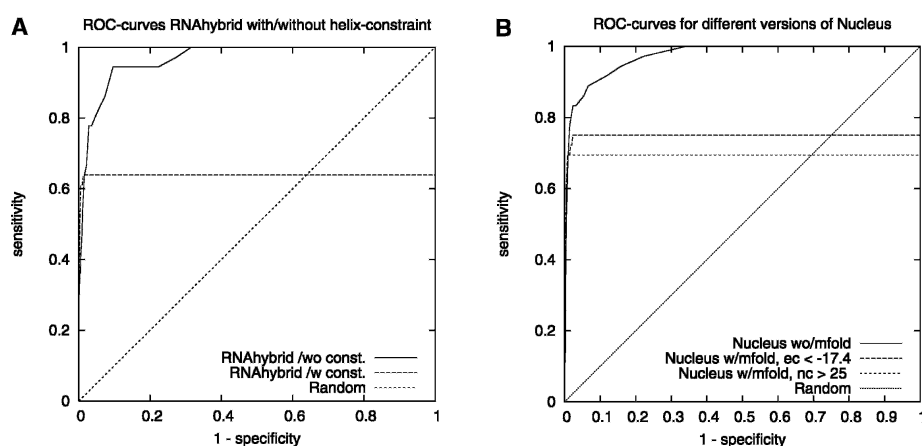 A
ROC-curves RNAhybrid with/without helix-constraint
1
0.8
0.6
0.4
0.2
0
sensitivity
RNAhybrid /wo const.
RNAhybrid /w const.
Random
0 0.2 0.4 0.6 0.8 1
1 - specificity
B
ROC-curves for different versions of Nucleus
1
0.8
0.6
0.4
0.2
0
sensitivity
Nucleus wo/mfold
Nucleus w/mfold, ec < -17.4
Nucleus w/mfold, nc > 25
Random
0 0.1 0.2 0.3 0.4 0.5 0.6 0.7 0.8 0.9 1
1 - specificity